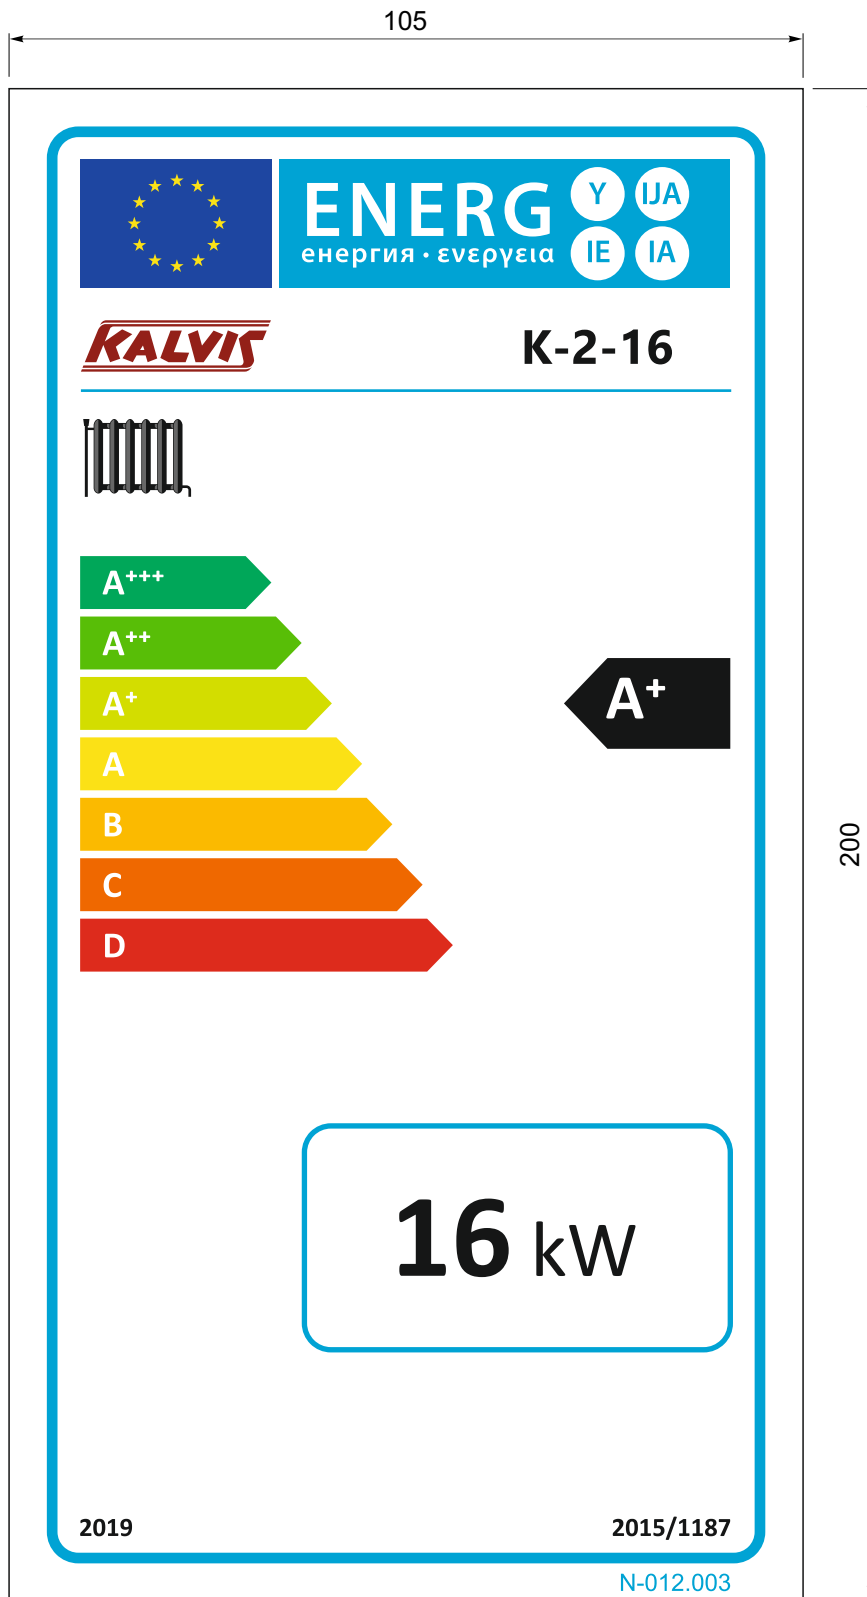 105
ENERG Y IJA
енергия · ενεργεια IE IA
KALVIS K-2-16
A+++
A++
A+
A+
A
B
C
D
200
16 kW
2019 2015/1187
N-012.003